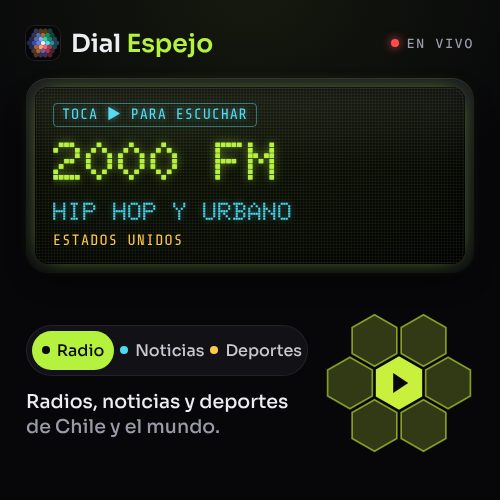 Dial Espejo
EN VIVO
TOCA ▶ PARA ESCUCHAR
2000 FM
HIP HOP Y URBANO
ESTADOS UNIDOS
Radio Noticias Deportes
Radios, noticias y deportes
de Chile y el mundo.